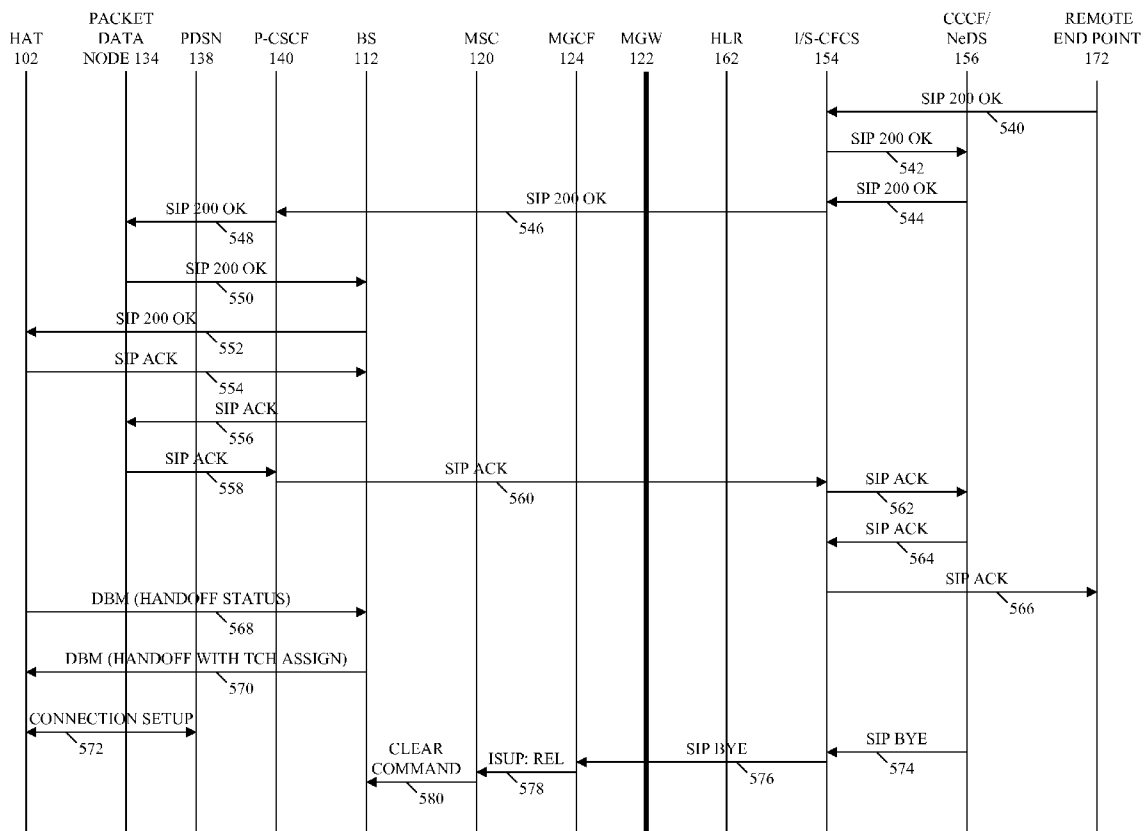 HAT
102
PACKET
DATA
NODE 134
PDSN
138
P-CSCF
140
BS
112
MSC
120
MGCF
124
MGW
122
HLR
162
I/S-CFCS
154
CCCF/
NeDS
156
REMOTE
END POINT
172
SIP 200 OK
540
SIP 200 OK
542
SIP 200 OK
544
SIP 200 OK
546
SIP 200 OK
548
SIP 200 OK
550
SIP 200 OK
552
SIP ACK
554
SIP ACK
556
SIP ACK
558
SIP ACK
560
SIP ACK
562
SIP ACK
564
SIP ACK
566
DBM (HANDOFF STATUS)
568
DBM (HANDOFF WITH TCH ASSIGN)
570
CONNECTION SETUP
572
SIP BYE
574
SIP BYE
576
ISUP: REL
578
CLEAR
COMMAND
580